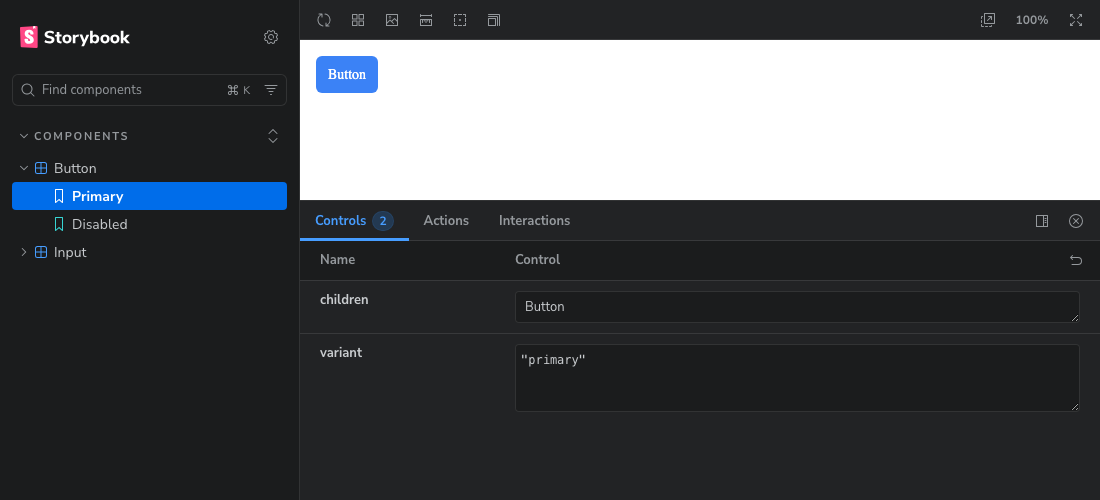 Storybook
Find components
⌘ K
COMPONENTS
Button
Primary
Disabled
Input
100%
Button
Controls 2 Actions Interactions
Name Control
children Button
variant "primary"